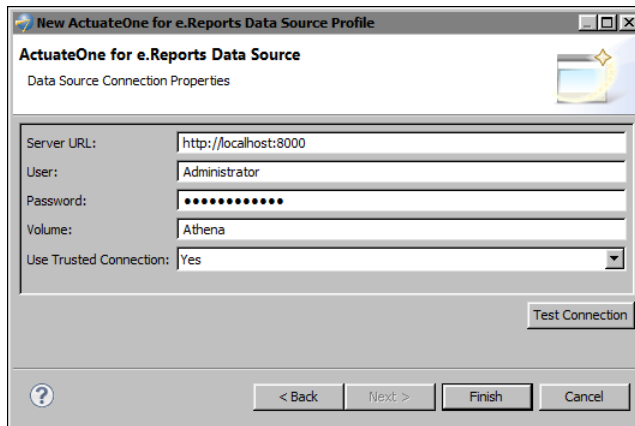 New ActuateOne for e.Reports Data Source Profile
ActuateOne for e.Reports Data Source
Data Source Connection Properties
Server URL: http://localhost:8000
User: Administrator
Password: ••••••••••••
Volume: Athena
Use Trusted Connection: Yes
Test Connection
? < Back Next > Finish Cancel